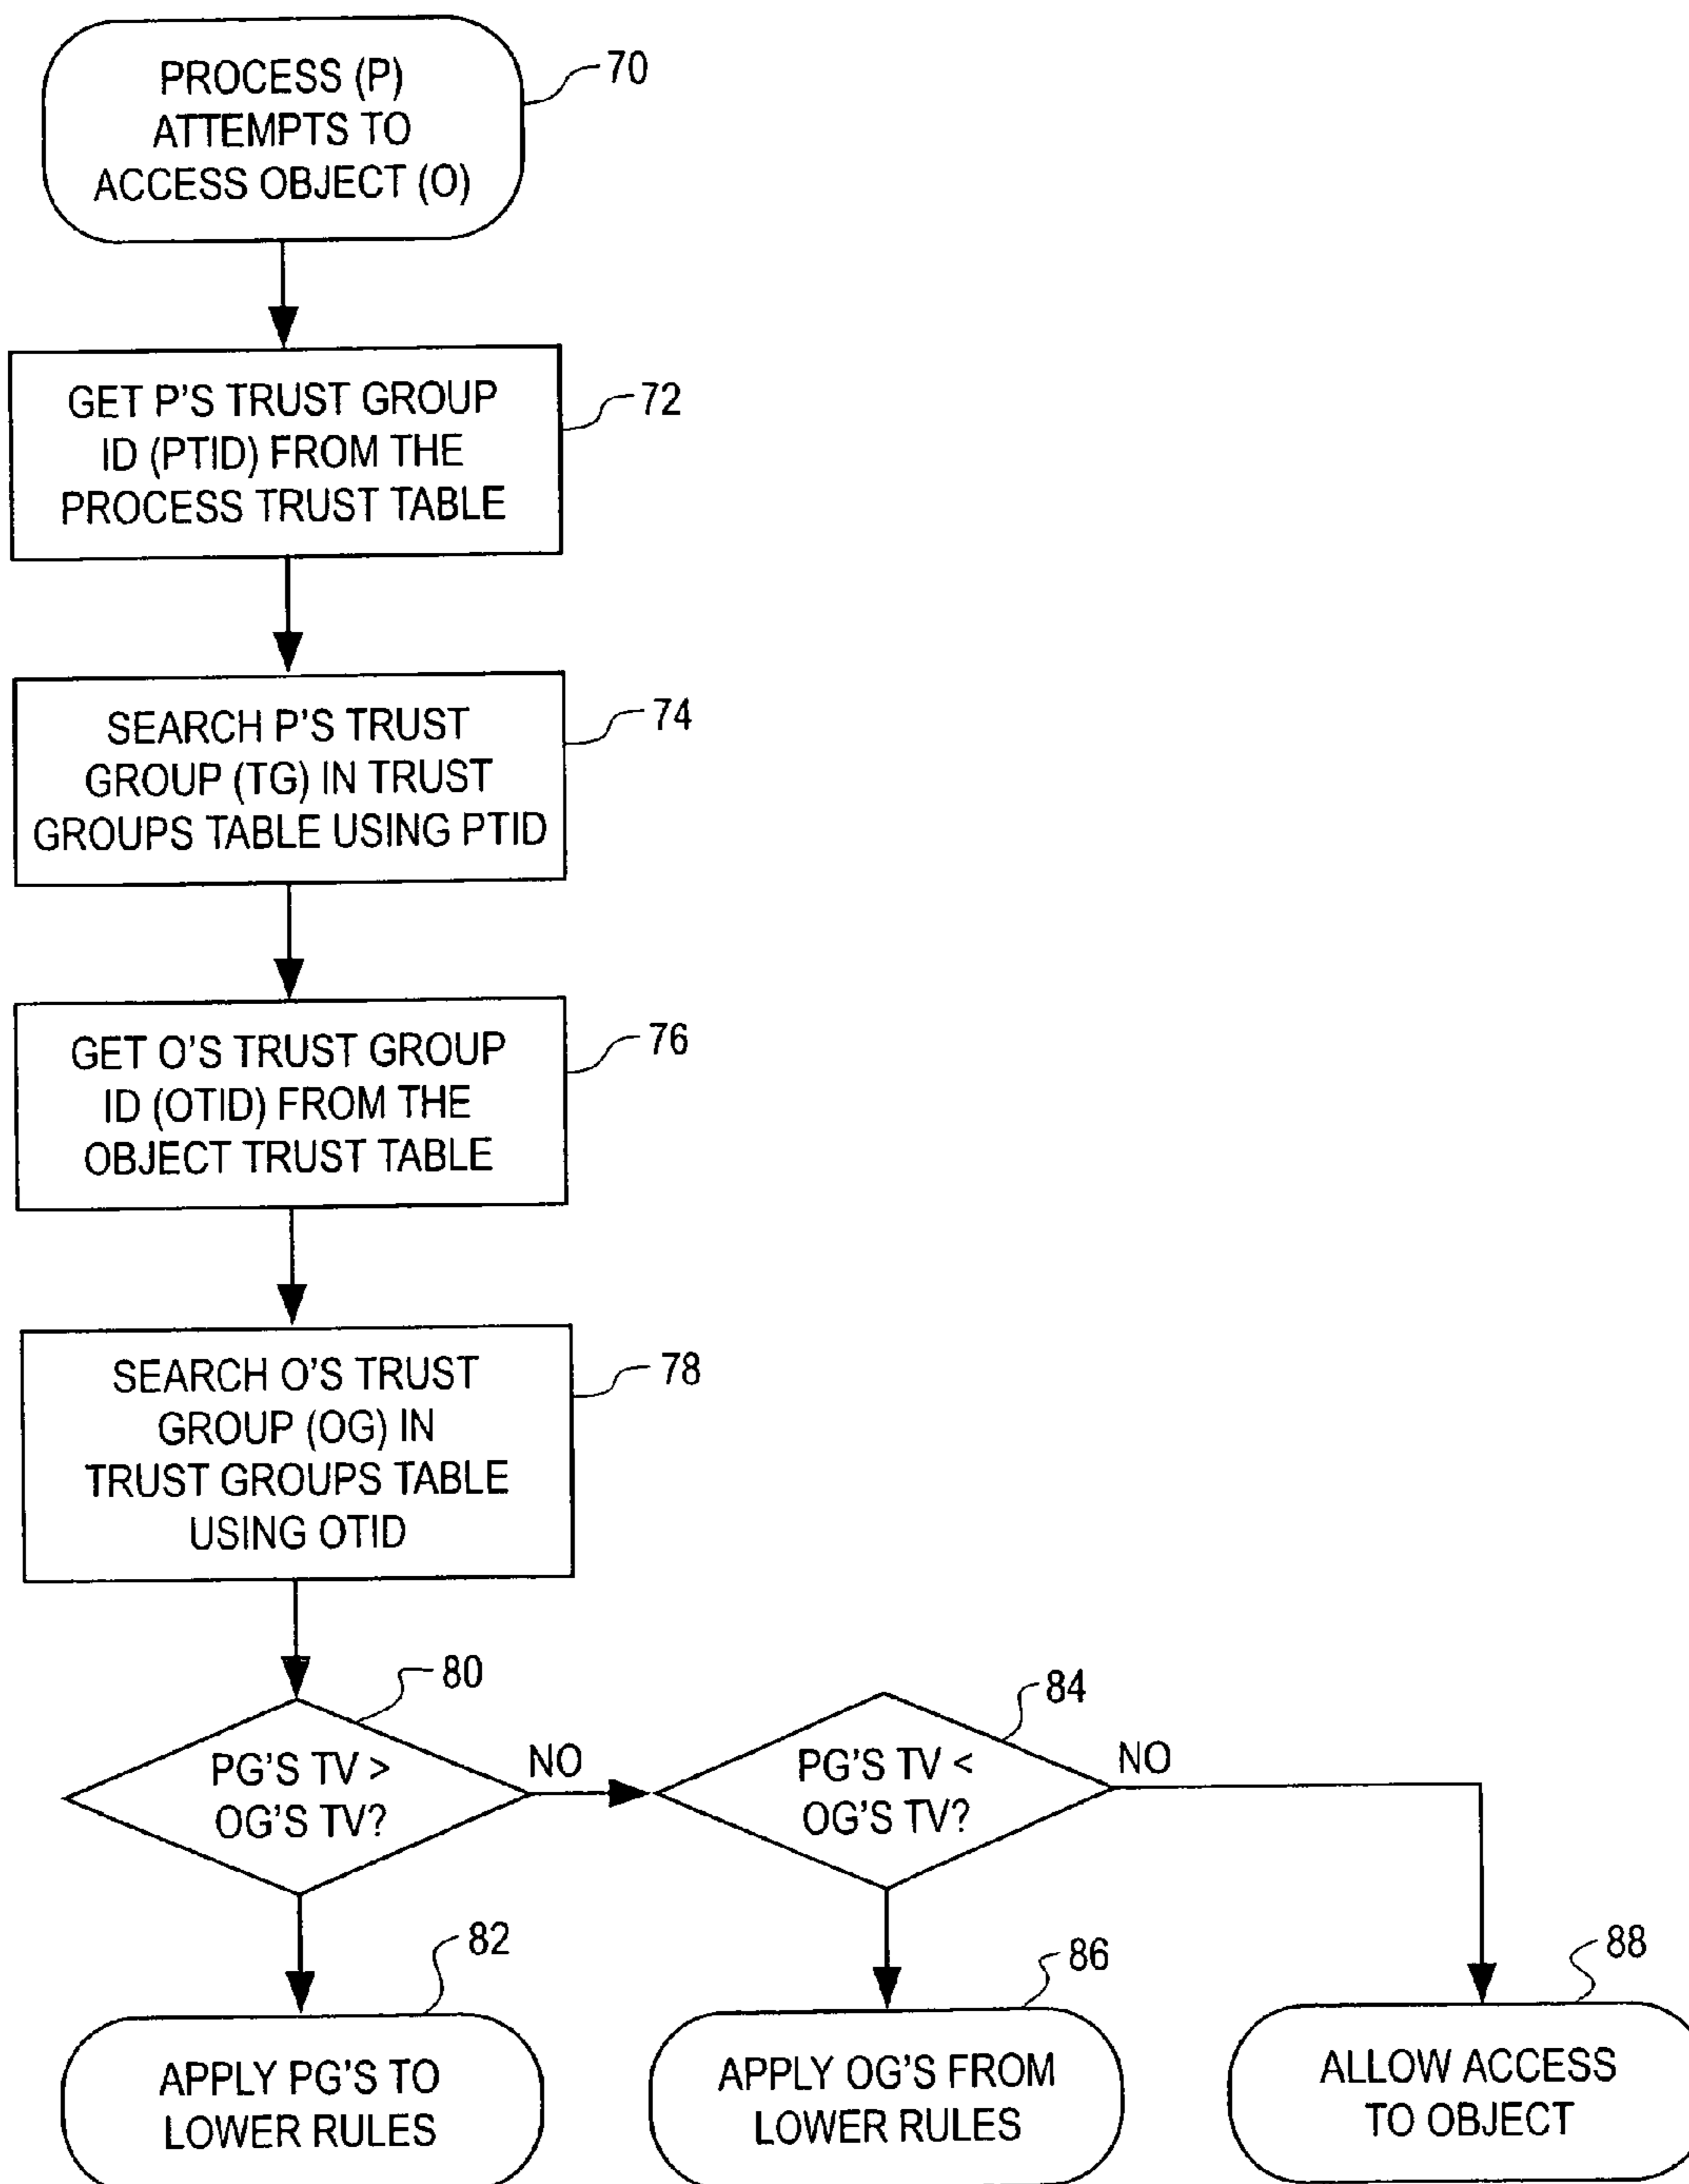 PROCESS (P)
ATTEMPTS TO
ACCESS OBJECT (O)
70
GET P'S TRUST GROUP
ID (PTID) FROM THE
PROCESS TRUST TABLE
72
SEARCH P'S TRUST
GROUP (TG) IN TRUST
GROUPS TABLE USING PTID
74
GET O'S TRUST GROUP
ID (OTID) FROM THE
OBJECT TRUST TABLE
76
SEARCH O'S TRUST
GROUP (OG) IN
TRUST GROUPS TABLE
USING OTID
78
PG'S TV >
OG'S TV?
80
NO
PG'S TV <
OG'S TV?
84
NO
APPLY PG'S TO
LOWER RULES
82
APPLY OG'S FROM
LOWER RULES
86
ALLOW ACCESS
TO OBJECT
88